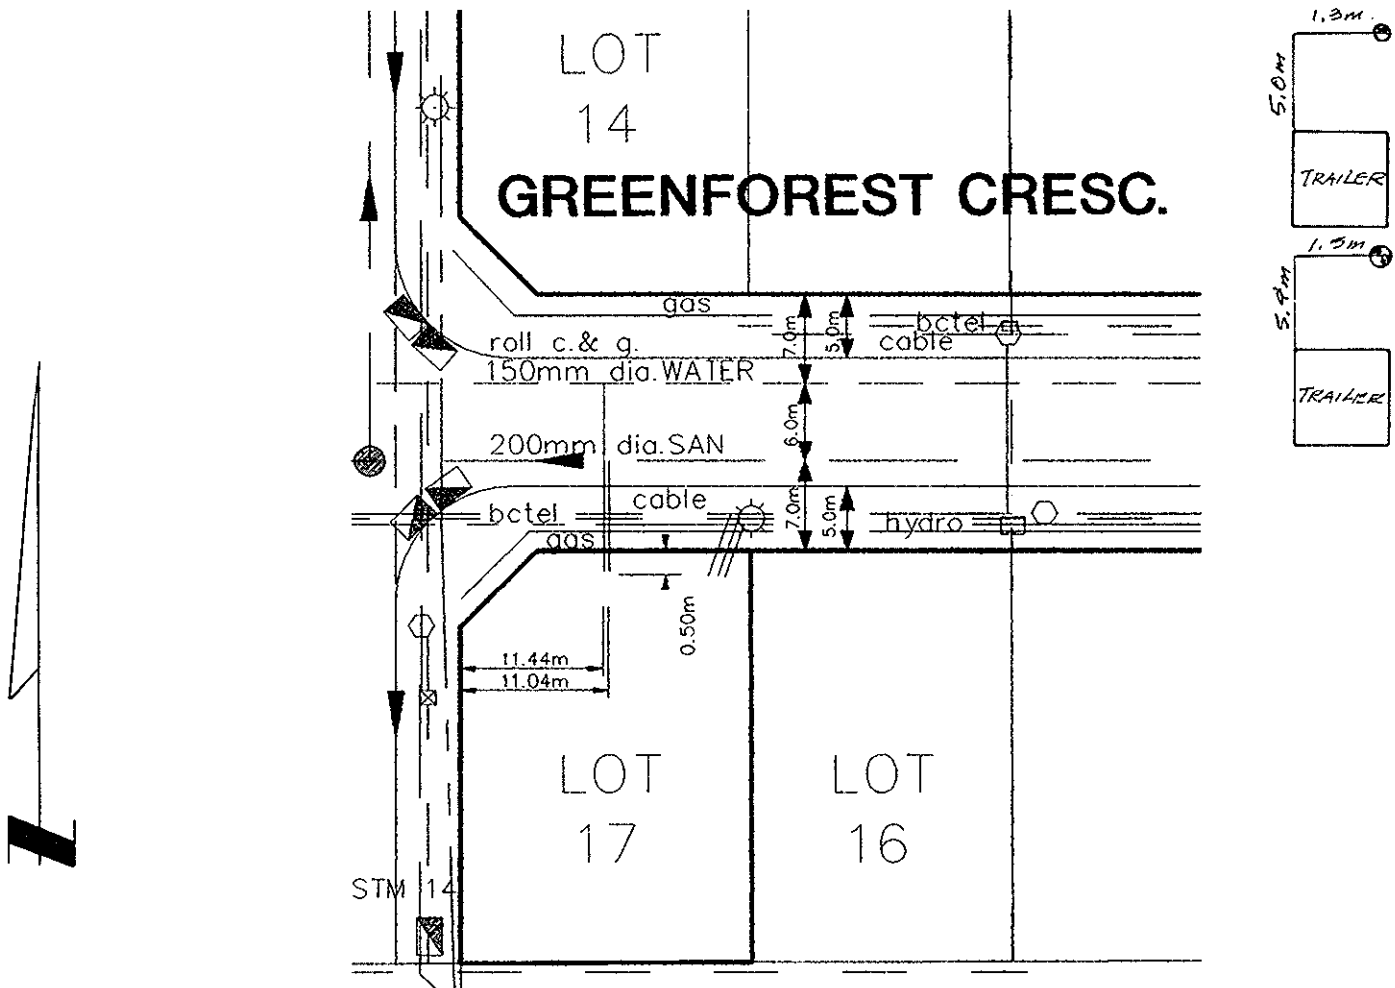 LOT
14
GREENFOREST CRESC.
gas
bctel
cable
roll c.& g.
150mm dia.WATER
7.0m
5.0m
6.0m
200mm dia.SAN
cable
bctel
hydro
7.0m
5.0m
gas
0.50m
11.44m
11.04m
LOT
17
LOT
16
STM 14
1.3m.
5.0m
TRAILER
1.5m
5.9m
TRAILER